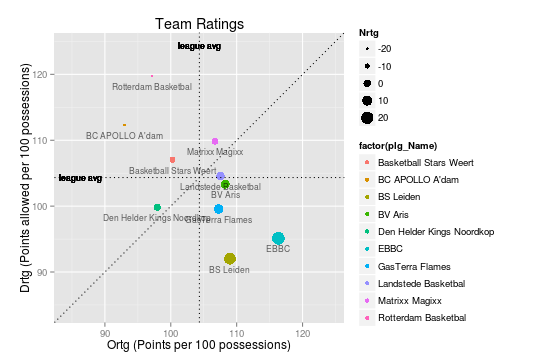 Team Ratings
Drtg (Points allowed per 100 possessions)
120
110
100
90
league avg
Rotterdam Basketbal
BC APOLLO A'dam
Matrixx Magixx
Basketball Stars Weert
league avg
Landstede Basketbal
BV Aris
Den Helder Kings Noordkop
GasTerra Flames
EBBC
BS Leiden
90
100
110
120
Ortg (Points per 100 possessions)
Nrtg
-20
-10
0
10
20
factor(plg_Name)
Basketball Stars Weert
BC APOLLO A'dam
BS Leiden
BV Aris
Den Helder Kings Noordkop
EBBC
GasTerra Flames
Landstede Basketbal
Matrixx Magixx
Rotterdam Basketbal